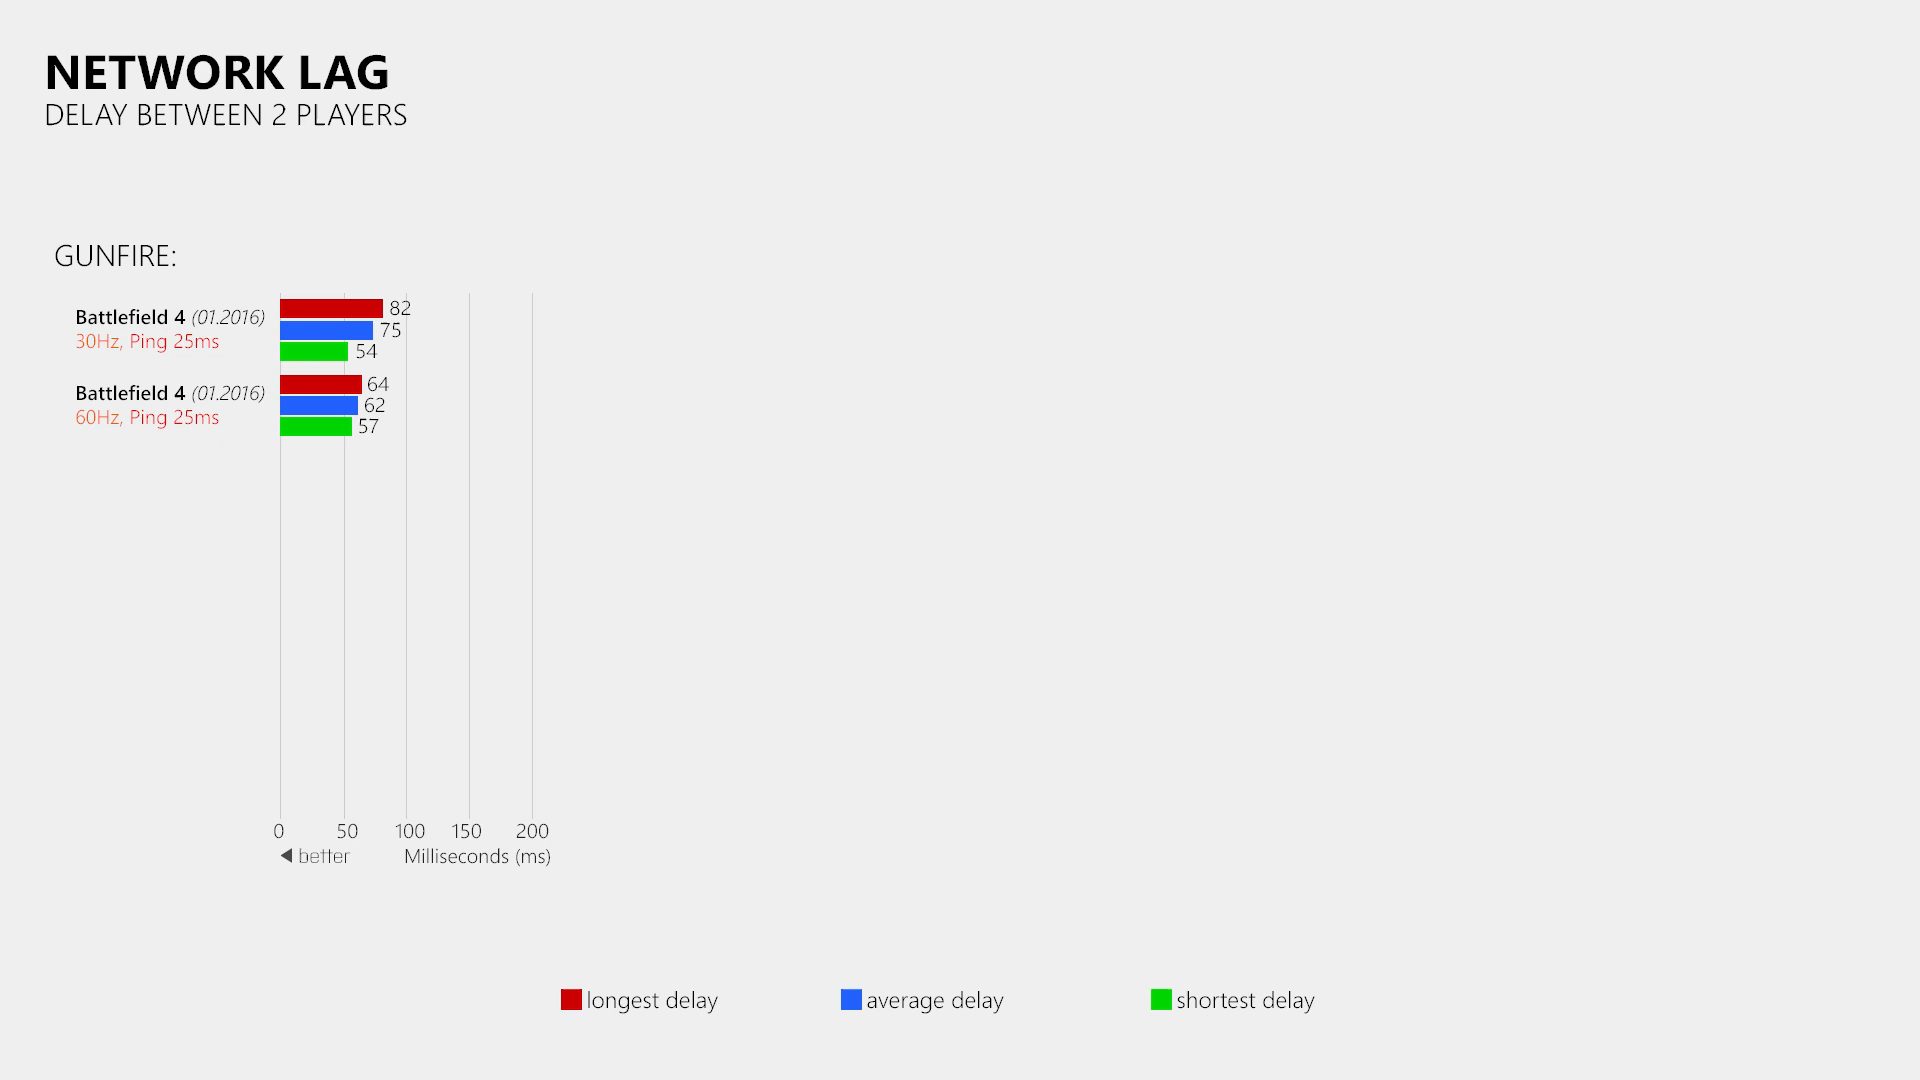 NETWORK LAG
DELAY BETWEEN 2 PLAYERS
GUNFIRE:
Battlefield 4 (01.2016)
30Hz, Ping 25ms
82
75
54
Battlefield 4 (01.2016)
60Hz, Ping 25ms
64
62
57
0 50 100 150 200
better Milliseconds (ms)
longest delay average delay shortest delay